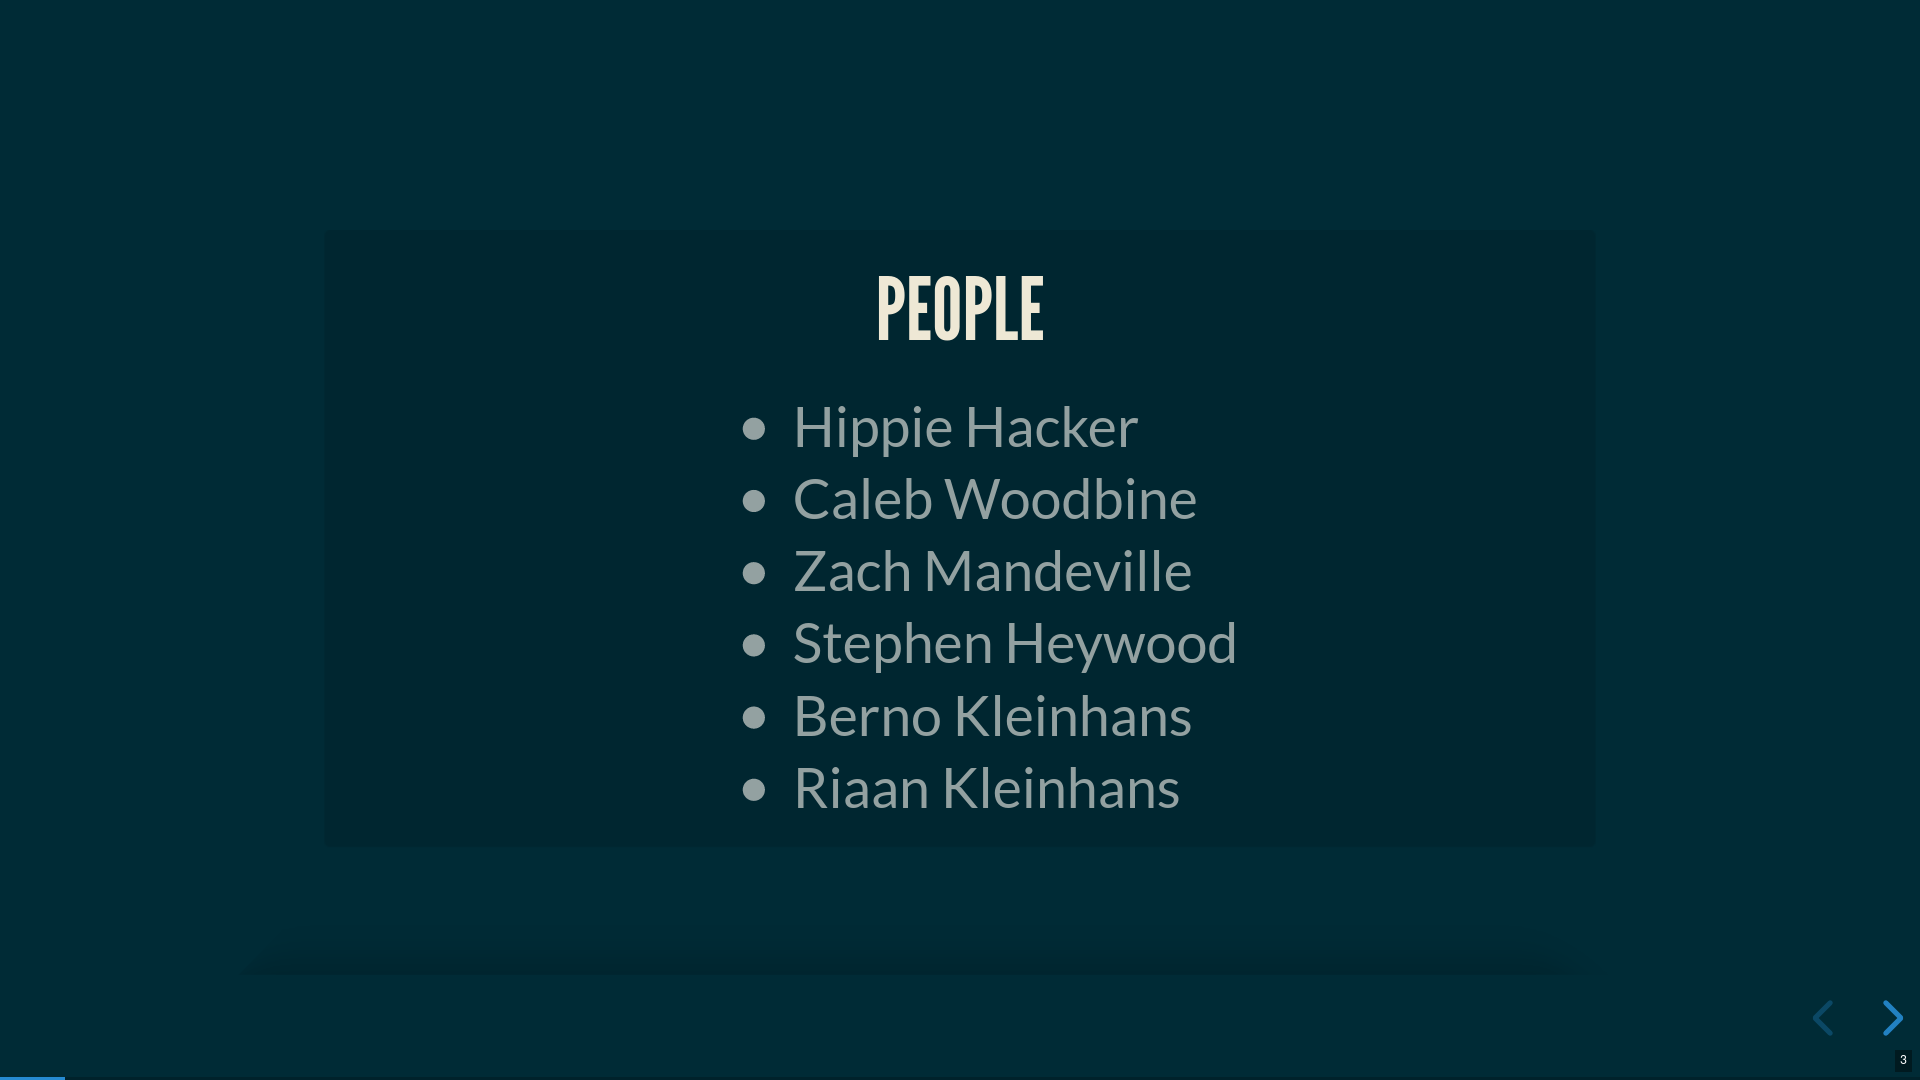 PEOPLE
• Hippie Hacker
• Caleb Woodbine
• Zach Mandeville
• Stephen Heywood
• Berno Kleinhans
• Riaan Kleinhans
3